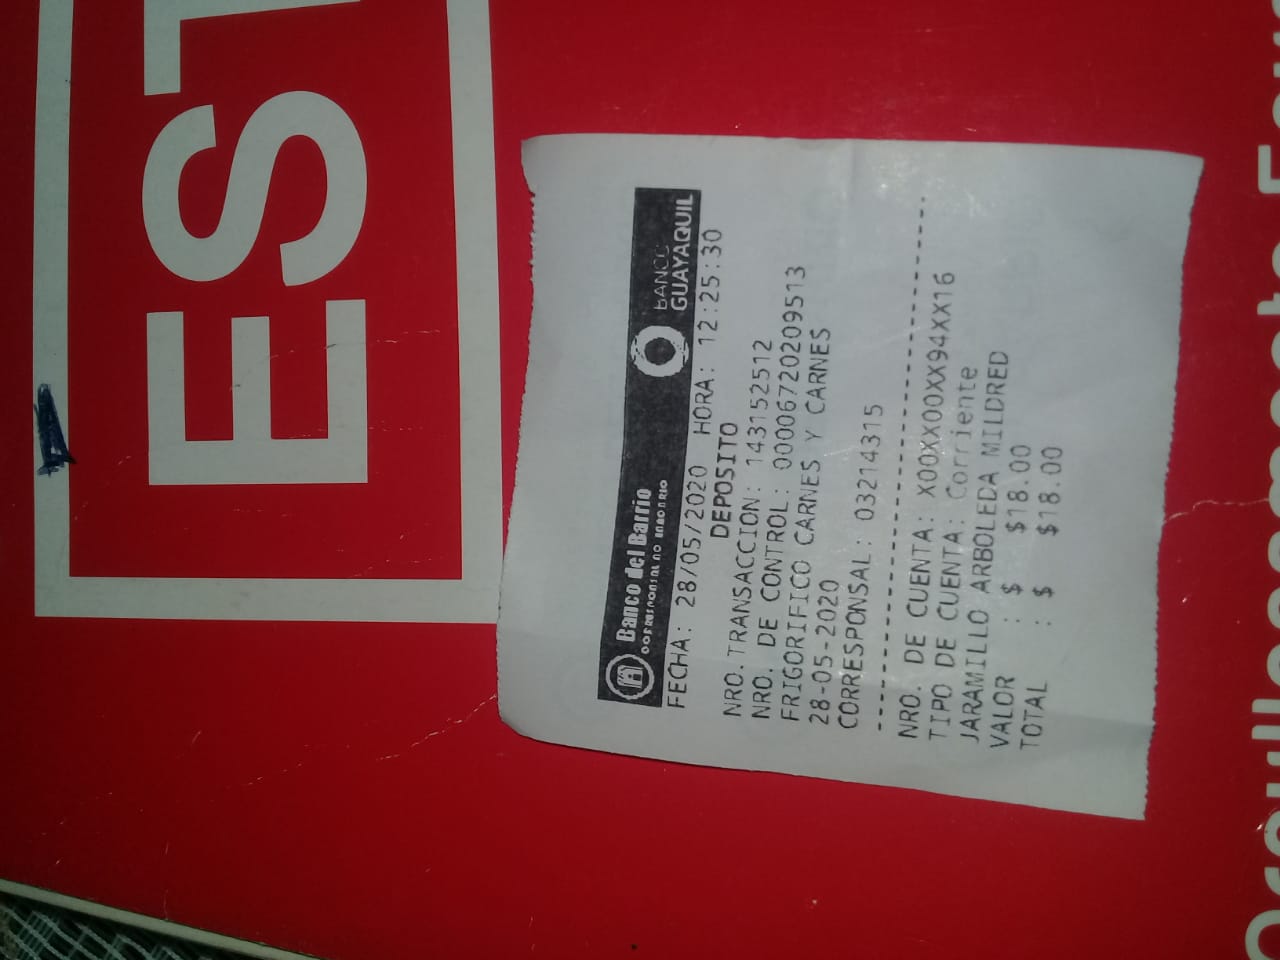 EST
Banco del Barrio
CORRESPONSAL NO BANCARIO
BANCO
GUAYAQUIL
FECHA: 28/05/2020 HORA: 12:25:30
DEPOSITO
NRO.TRANSACCION: 143152512
NRO. DE CONTROL: 000067202095​13
FRIGORIFICO CARNES Y CARNES
28-05-2020
CORRESPONSAL: 03214315
--------------------------------------
NRO. DE CUENTA: X00XX00XX94XX16
TIPO DE CUENTA: Corriente
JARAMILLO ARBOLEDA MILDRED
VALOR : $ $18.00
TOTAL : $ $18.00